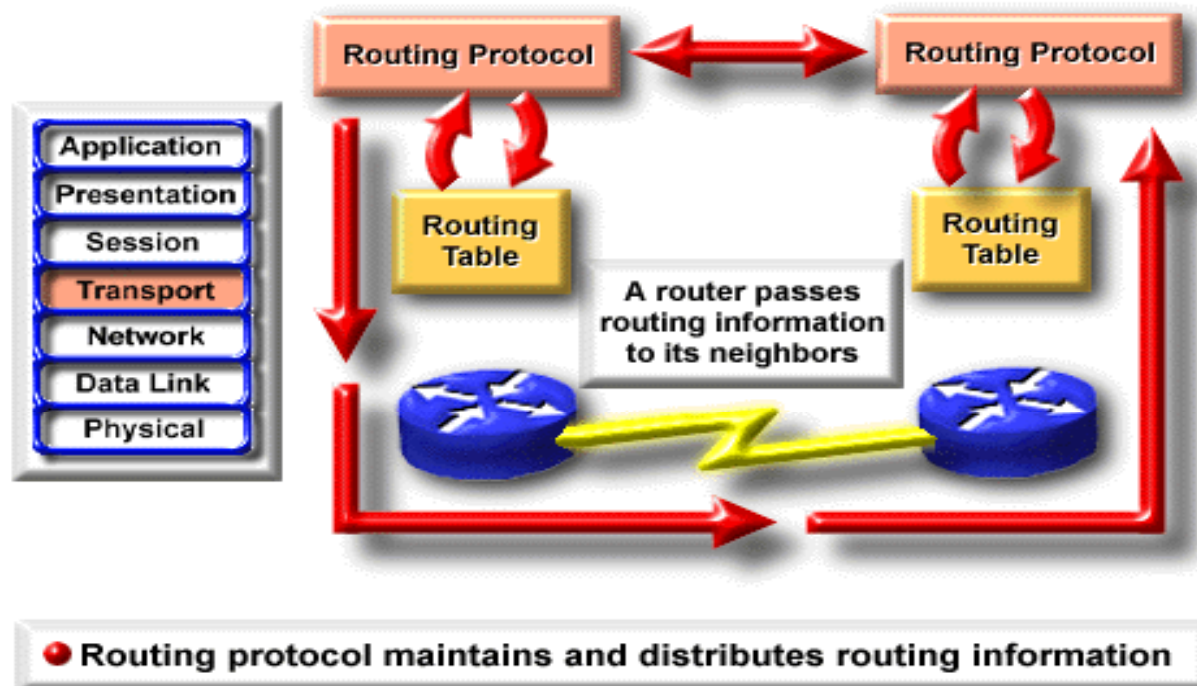 Routing Protocol
Routing Protocol
Application
Presentation
Session
Transport
Network
Data Link
Physical
Routing
Table
Routing
Table
A router passes
routing information
to its neighbors
Routing protocol maintains and distributes routing information